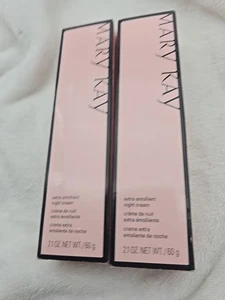 MARY KAY
extra emollient
night cream
crème de nuit
extra émolliente
crema extra
emoliente de noche
2.1 OZ. NET WT. / 60 g
MARY KAY
extra emollient
night cream
crème de nuit
extra émolliente
crema extra
emoliente de noche
2.1 OZ. NET WT. / 60 g